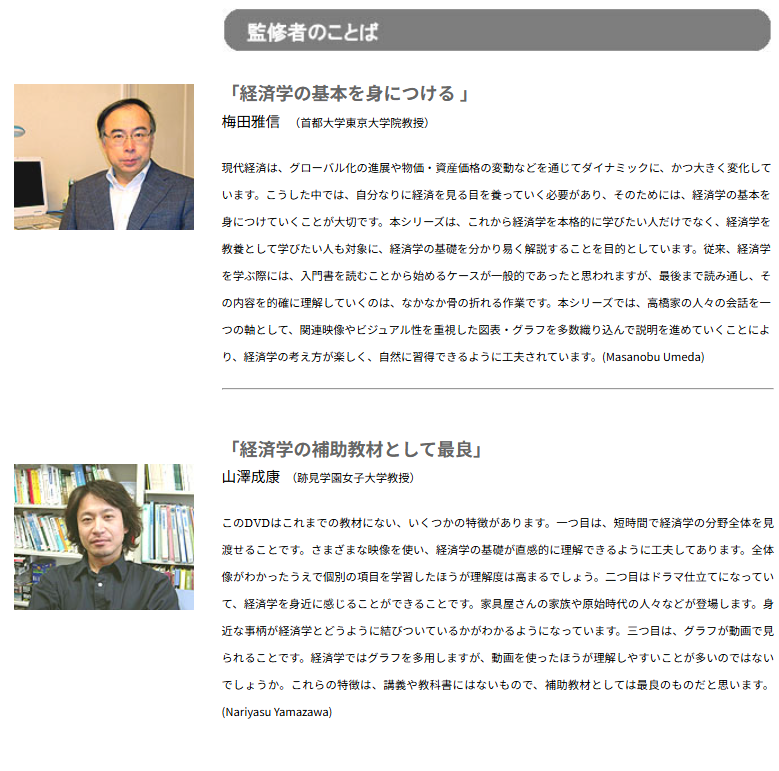 監修者のことば
「経済学の基本を身につける 」
梅田雅信 （首都大学東京大学院教授）
現代経済は、グローバル化の進展や物価・資産価格の変動などを通じてダイナミックに、かつ大きく変化して
います。こうした中では、自分なりに経済を見る目を養っていく必要があり、そのためには、経済学の基本を
身につけていくことが大切です。本シリーズは、これから経済学を本格的に学びたい人だけでなく、経済学を
教養として学びたい人も対象に、経済学の基礎を分かり易く解説することを目的としています。従来、経済学
を学ぶ際には、入門書を読むことから始めるケースが一般的であったと思われますが、最後まで読み通し、そ
の内容を的確に理解していくのは、なかなか骨の折れる作業です。本シリーズでは、高橋家の人々の会話を一
つの軸として、関連映像やビジュアル性を重視した図表・グラフを多数織り込んで説明を進めていくことによ
り、経済学の考え方が楽しく、自然に習得できるように工夫されています。(Masanobu Umeda)
「経済学の補助教材として最良」
山澤成康 （跡見学園女子大学教授）
このDVDはこれまでの教材にない、いくつかの特徴があります。一つ目は、短時間で経済学の分野全体を見
渡せることです。さまざまな映像を使い、経済学の基礎が直感的に理解できるように工夫してあります。全体
像がわかったうえで個別の項目を学習したほうが理解度は高まるでしょう。二つ目はドラマ仕立てになってい
て、経済学を身近に感じることができることです。家具屋さんの家族や原始時代の人々などが登場します。身
近な事柄が経済学とどうように結びついているかがわかるようになっています。三つ目は、グラフが動画で見
られることです。経済学ではグラフを多用しますが、動画を使ったほうが理解しやすいことが多いのではない
でしょうか。これらの特徴は、講義や教科書にはないもので、補助教材としては最良のものだと思います。
(Nariyasu Yamazawa)